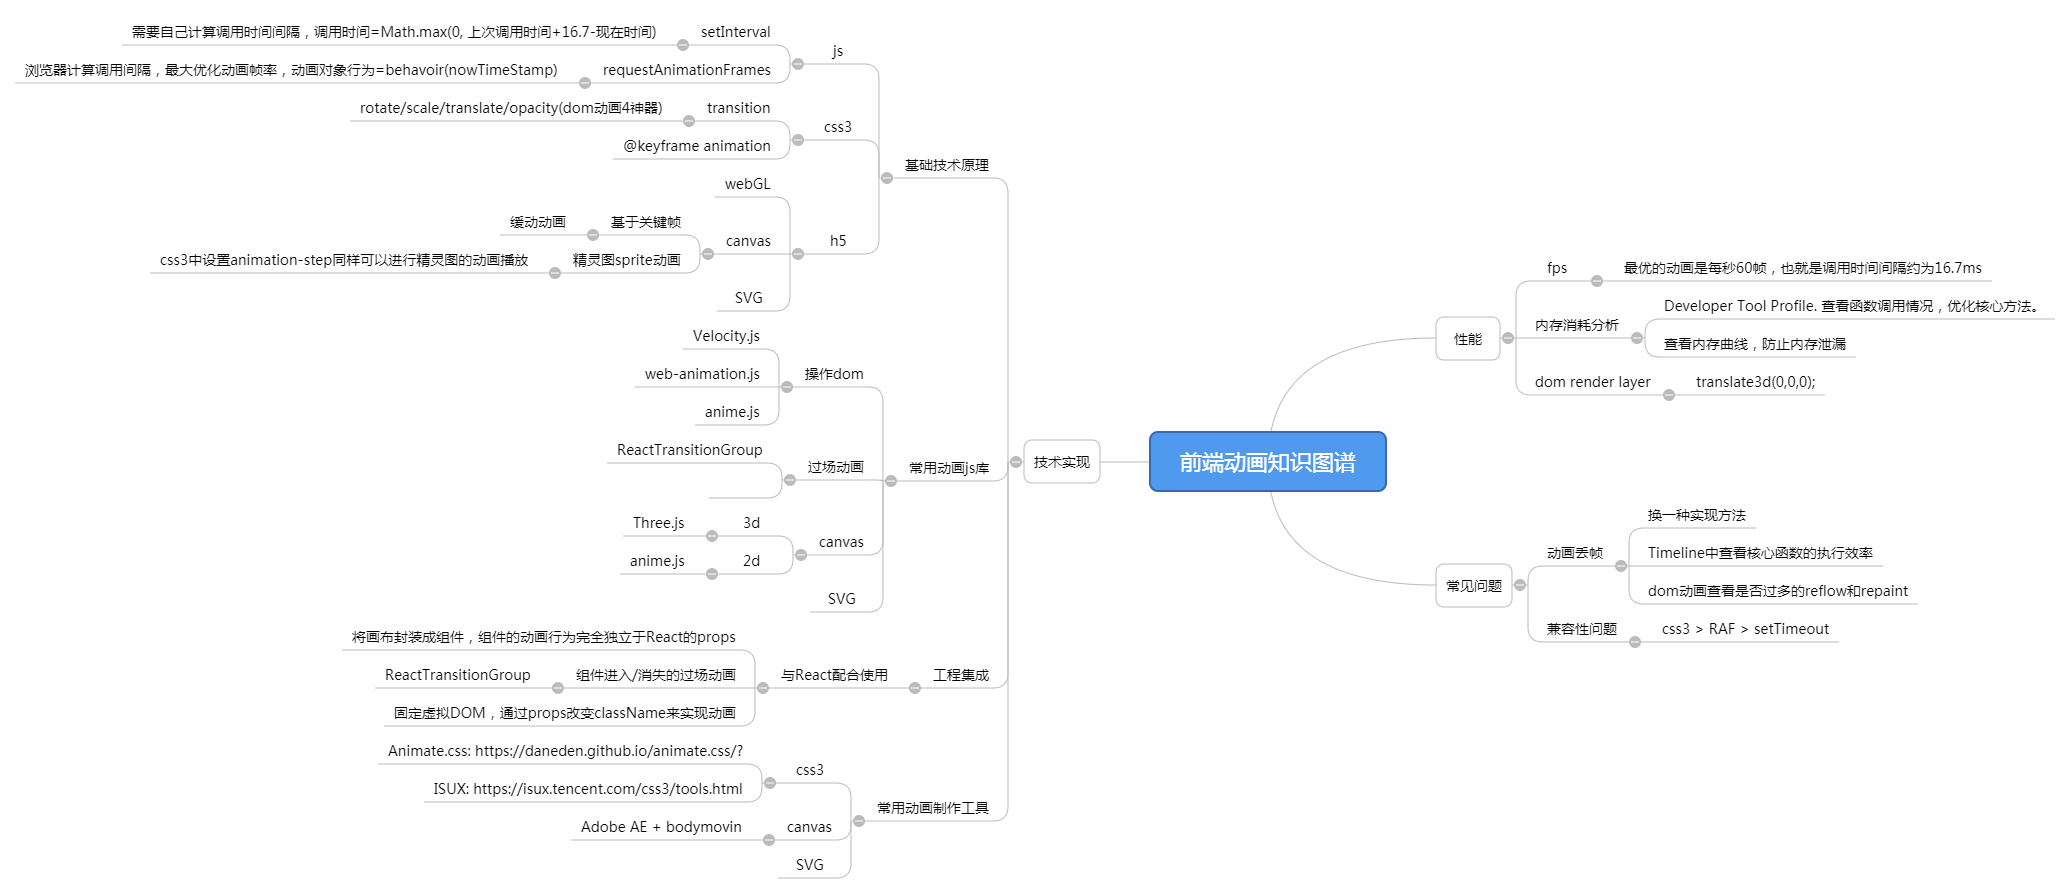 需要自己计算调用时间间隔，调用时间=Math.max(0, 上次调用时间+16.7-现在时间)
setInterval
js
浏览器计算调用间隔，最大优化动画帧率，动画对象行为=behavoir(nowTimeStamp)
requestAnimationFrames
rotate/scale/translate/opacity(dom动画4神器)
transition
css3
@keyframe animation
基础技术原理
webGL
缓动动画
基于关键帧
canvas
h5
css3中设置animation-step同样可以进行精灵图的动画播放
精灵图sprite动画
SVG
Velocity.js
web-animation.js
操作dom
anime.js
ReactTransitionGroup
过场动画
常用动画js库
技术实现
Three.js
3d
canvas
anime.js
2d
SVG
将画布封装成组件，组件的动画行为完全独立于React的props
ReactTransitionGroup
组件进入/消失的过场动画
与React配合使用
工程集成
固定虚拟DOM，通过props改变className来实现动画
Animate.css: https://daneden.github.io/animate.css/?
css3
ISUX: https://isux.tencent.com/css3/tools.html
常用动画制作工具
Adobe AE + bodymovin
canvas
SVG
前端动画知识图谱
fps
最优的动画是每秒60帧，也就是调用时间间隔约为16.7ms
Developer Tool Profile. 查看函数调用情况，优化核心方法。
性能
内存消耗分析
查看内存曲线，防止内存泄漏
dom render layer
translate3d(0,0,0);
换一种实现方法
动画丢帧
Timeline中查看核心函数的执行效率
常见问题
dom动画查看是否过多的reflow和repaint
兼容性问题
css3 > RAF > setTimeout